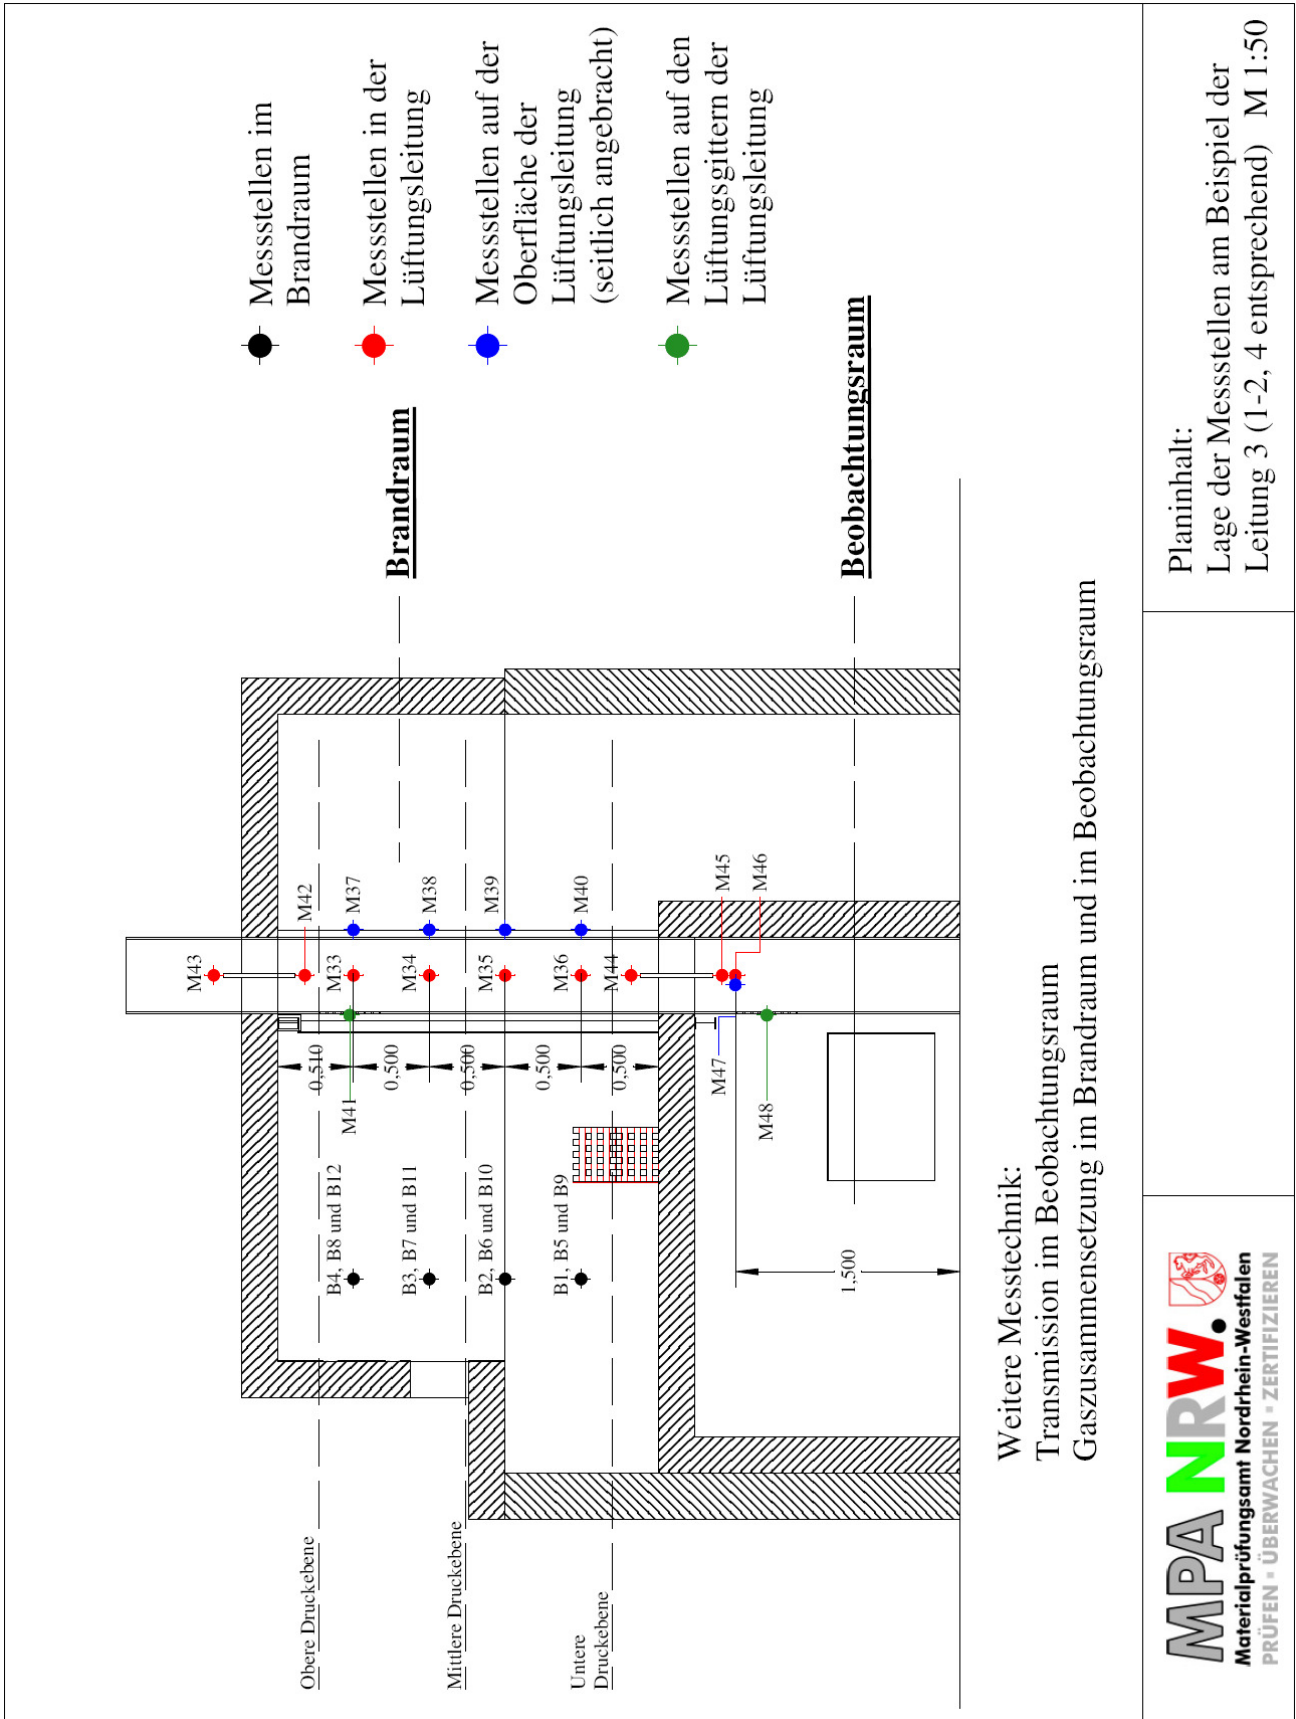 Messstellen im
Brandraum
Messstellen in der
Lüftungsleitung
Messstellen auf der
Oberfläche der
Lüftungsleitung
(seitlich angebracht)
Messstellen auf den
Lüftungsgittern der
Lüftungsleitung
Brandraum
Beobachtungsraum
M43
M42
M33
M37
M34
M38
M35
M39
M36
M40
M44
M45
M46
M47
M48
M41
0,510
0,500
0,500
0,500
0,500
B4, B8 und B12
B3, B7 und B11
B2, B6 und B10
B1, B5 und B9
1,500
Obere Druckebene
Mittlere Druckebene
Untere
Druckebene
Weitere Messtechnik:
Transmission im Beobachtungsraum
Gaszusammensetzung im Brandraum und im Beobachtungsraum
MPA NRW.
Materialprüfungsamt Nordrhein-Westfalen
PRÜFEN ▪ ÜBERWACHEN ▪ ZERTIFIZIEREN
Planinhalt:
Lage der Messstellen am Beispiel der
Leitung 3 (1-2, 4 entsprechend) M 1:50